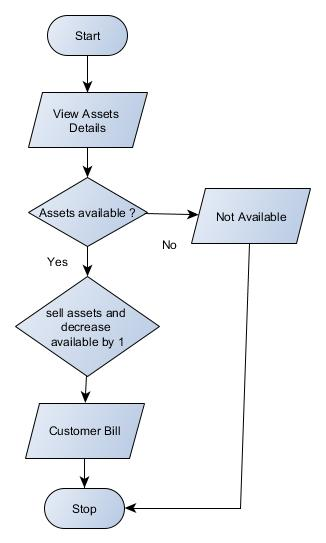 Start
View Assets
Details
Assets available ?
Not Available
No
Yes
sell assets and
decrease
available by 1
Customer Bill
Stop